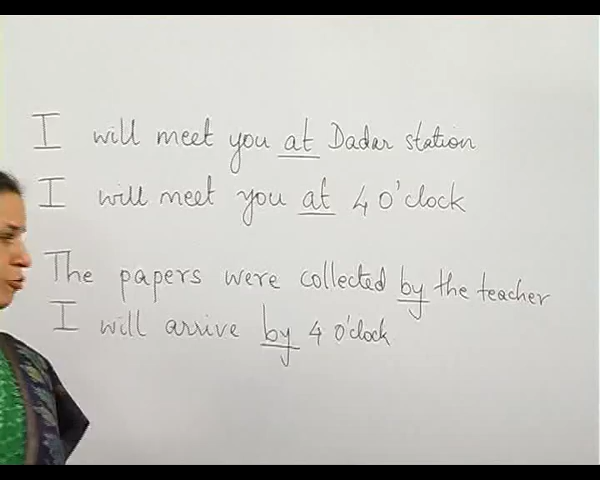 I will meet you at Dadar station
I will meet you at 4 o'clock
The papers were collected by the teacher
I will arrive by 4 o'clock